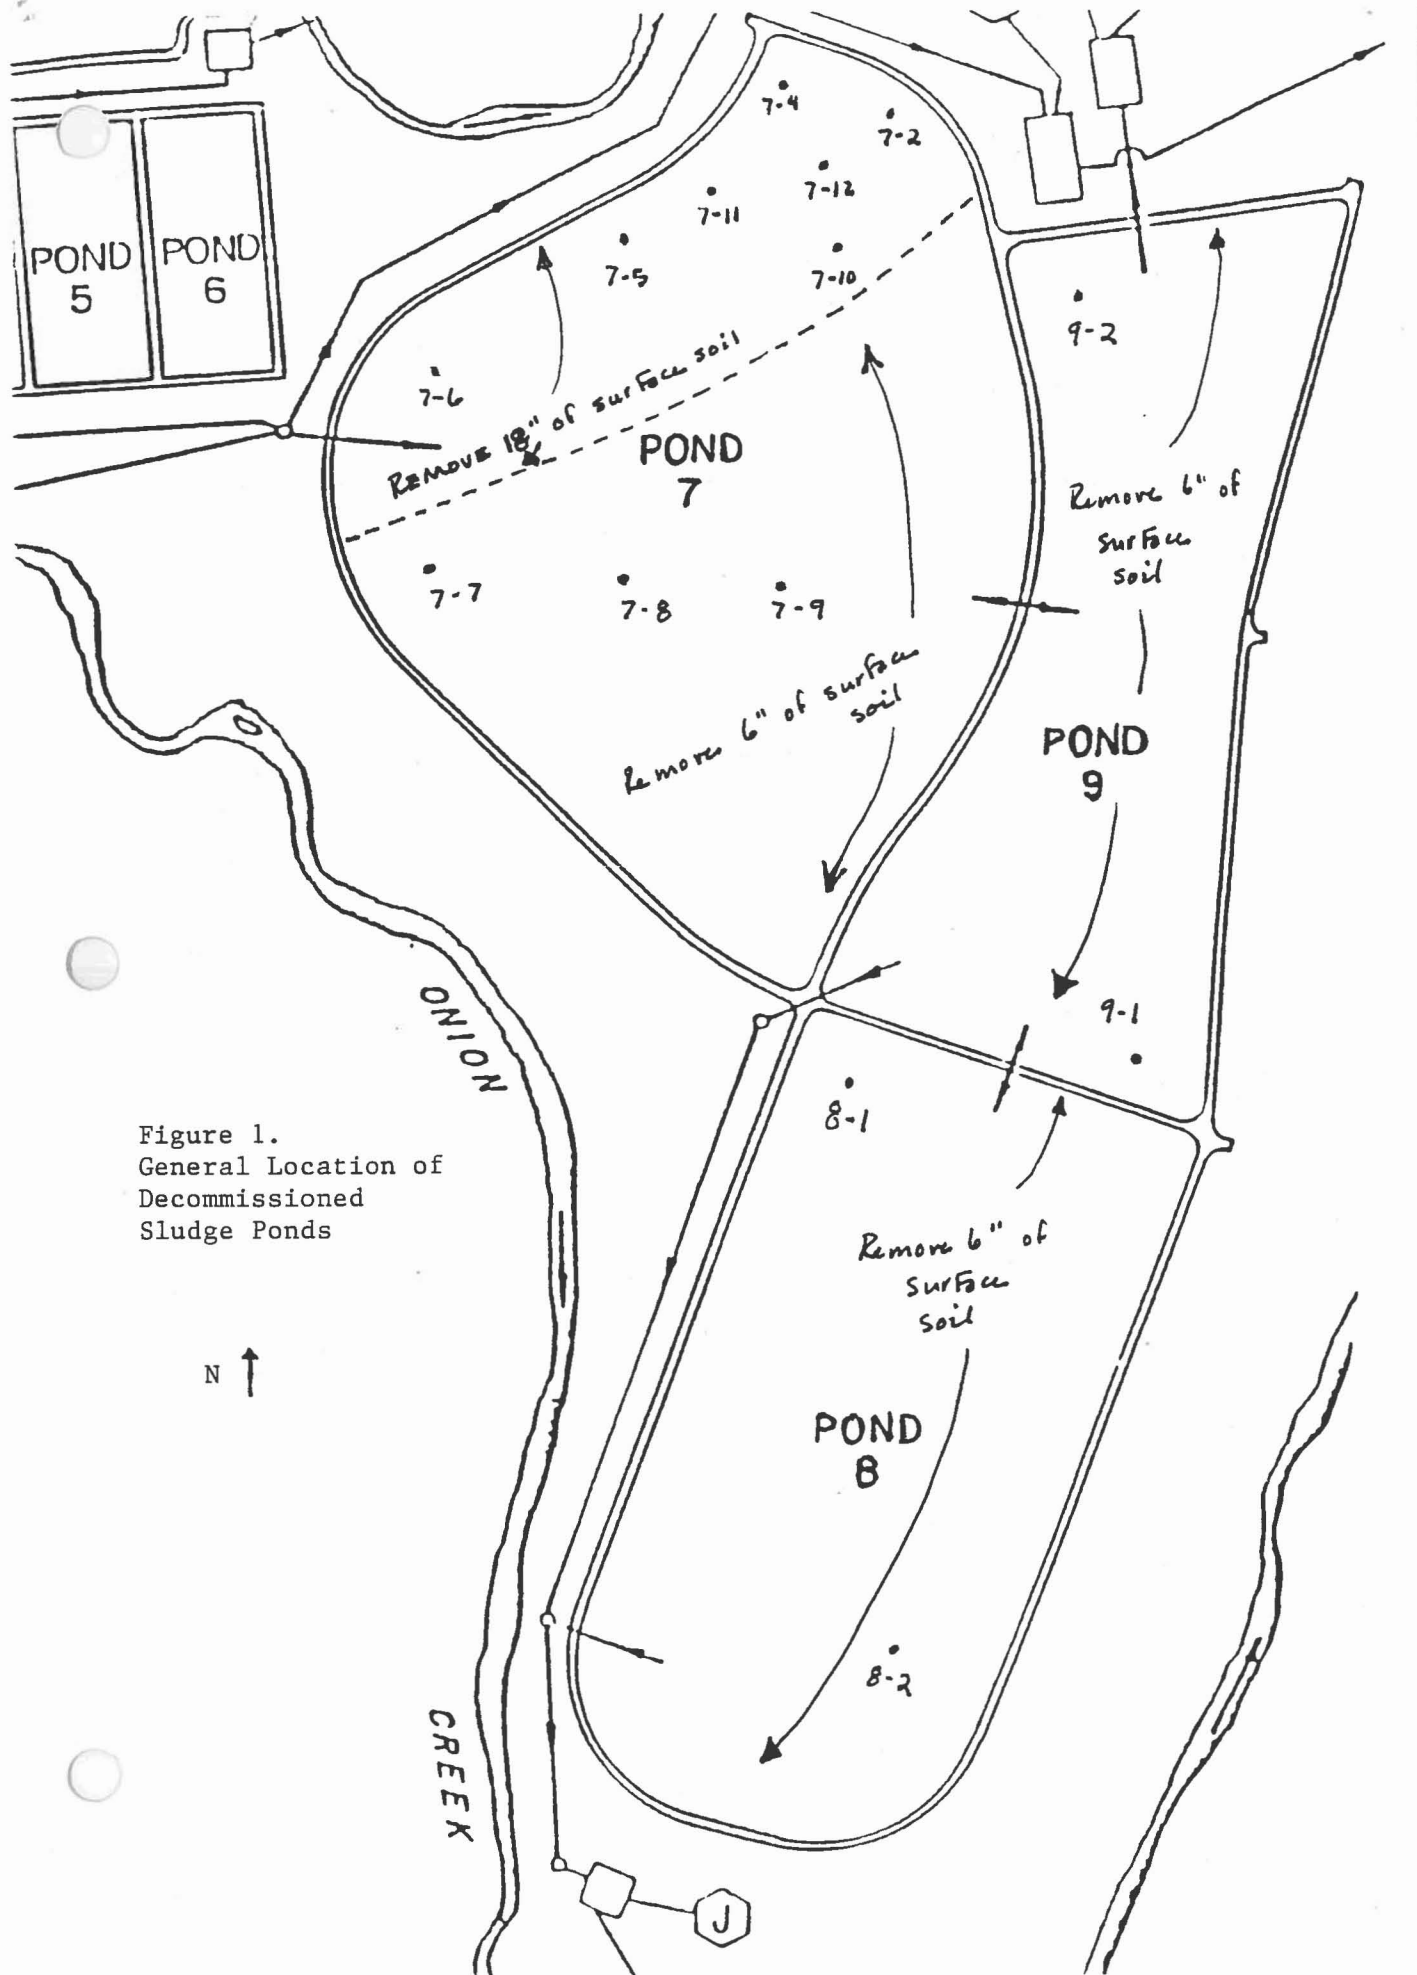 7-4
7-2
7-12
7-11
7-5
7-10
POND
5
POND
6
9-2
7-6
REMOVE 18" of surface soil
POND
7
Remove 6" of
surface
soil
7-7
7-8
7-9
Remove 6" of surface
soil
POND
9
9-1
ONION
8-1
Figure 1.
General Location of
Decommissioned
Sludge Ponds
Remove 6" of
surface
soil
N
POND
8
8-2
CREEK
J